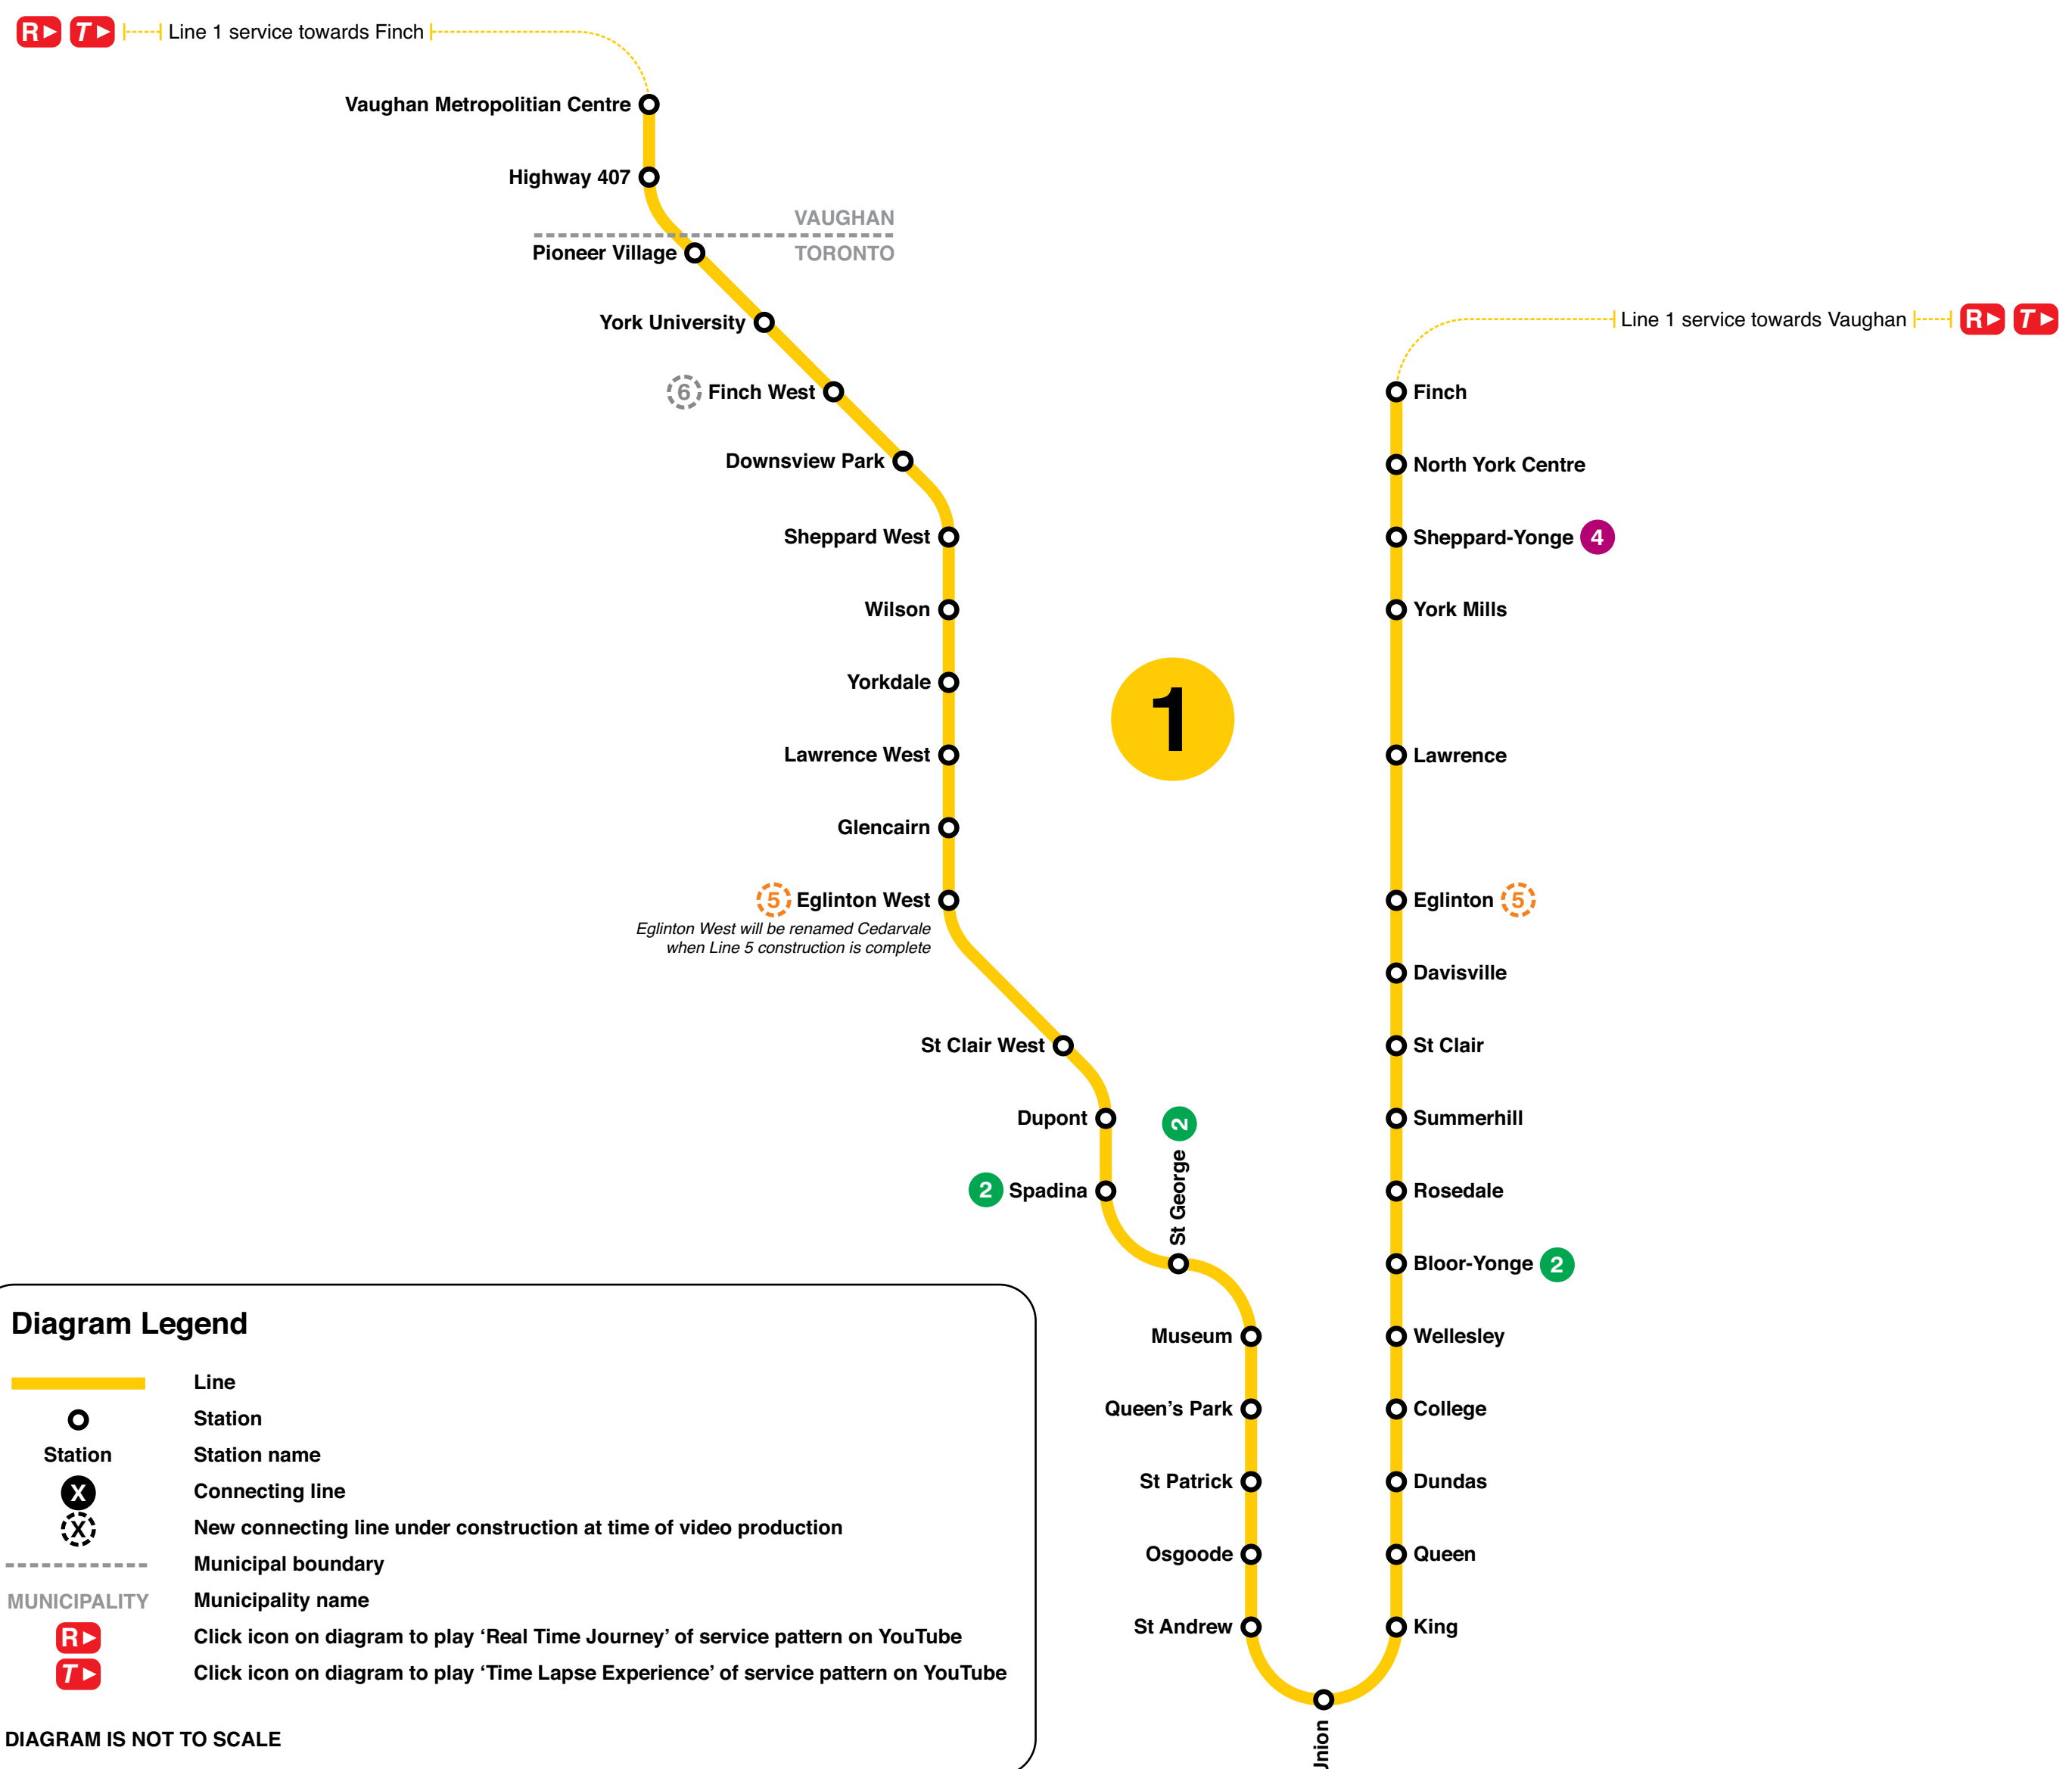 R T Line 1 service towards Finch
Vaughan Metropolitian Centre
Highway 407
VAUGHAN
Pioneer Village TORONTO
York University
Line 1 service towards Vaughan R T
6 Finch West
Finch
Downsview Park
North York Centre
Sheppard West
Sheppard-Yonge 4
Wilson
York Mills
Yorkdale
1
Lawrence West
Lawrence
Glencairn
5 Eglinton West
Eglinton West will be renamed Cedarvale
when Line 5 construction is complete
Eglinton 5
Davisville
St Clair West
St Clair
Dupont
Summerhill
2 Spadina
St George 2
Rosedale
Bloor-Yonge 2
Museum
Wellesley
Queen’s Park
College
St Patrick
Dundas
Osgoode
Queen
St Andrew
King
Union
Diagram Legend
Line
Station
Station Station name
X Connecting line
X New connecting line under construction at time of video production
Municipal boundary
MUNICIPALITY Municipality name
R Click icon on diagram to play ‘Real Time Journey’ of service pattern on YouTube
T Click icon on diagram to play ‘Time Lapse Experience’ of service pattern on YouTube
DIAGRAM IS NOT TO SCALE